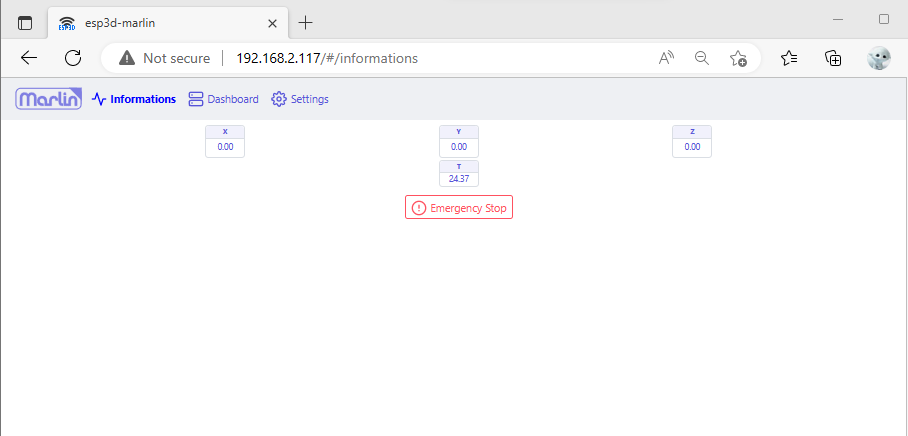 esp3d-marlin
Not secure 192.168.2.117/#/informations
Marlin Informations Dashboard Settings
X Y Z
0.00 0.00 0.00
T
24.37
Emergency Stop
ESP3D